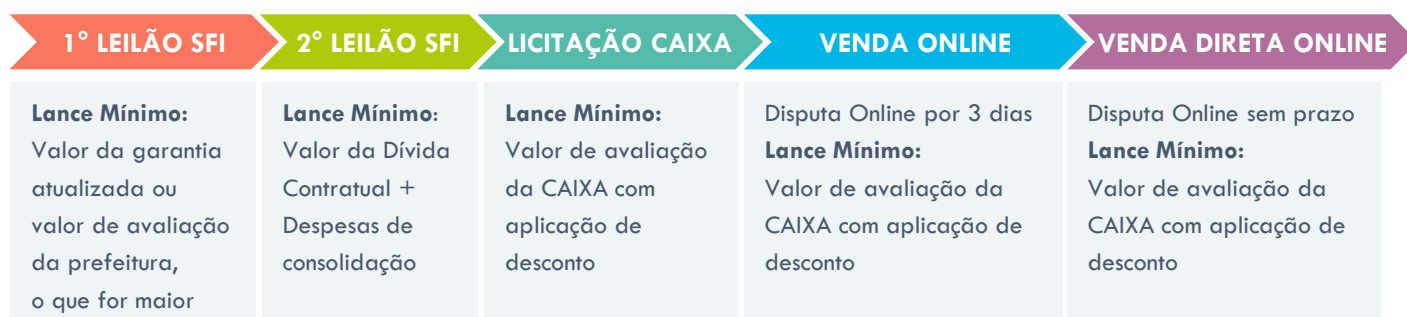 1° LEILÃO SFI
2° LEILÃO SFI
LICITAÇÃO CAIXA
VENDA ONLINE
VENDA DIRETA ONLINE
Lance Mínimo:
Valor da garantia
atualizada ou
valor de avaliação
da prefeitura,
o que for maior
Lance Mínimo:
Valor da Dívida
Contratual +
Despesas de
consolidação
Lance Mínimo:
Valor de avaliação
da CAIXA com
aplicação de
desconto
Disputa Online por 3 dias
Lance Mínimo:
Valor de avaliação da
CAIXA com aplicação de
desconto
Disputa Online sem prazo
Lance Mínimo:
Valor de avaliação da
CAIXA com aplicação de
desconto